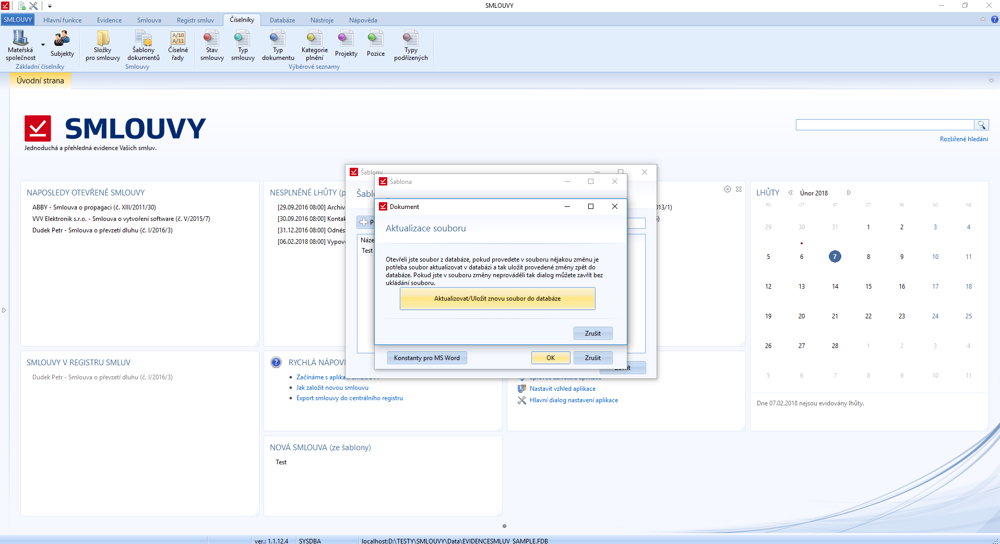 SMLOUVY
SMLOUVY Hlavní funkce Evidence Smlouva Registr smluv Číselníky Databáze Nástroje Nápověda
Mateřská společnost
Subjekty
Základní číselníky
Složky pro smlouvy
Šablony dokumentů
A/10
A/11
Číselné řady
Smlouvy
Stav smlouvy
Typ smlouvy
Typ dokumentu
Kategorie plnění
Projekty
Pozice
Typy podřízených
Výběrové seznamy
Úvodní strana
SMLOUVY
Jednoduchá a přehledná evidence Vašich smluv.
Rozšířené hledání
NAPOSLEDY OTEVŘENÉ SMLOUVY
ABBY - Smlouva o propagaci (č. XIII/2011/30)
VVV Elektronik s.r.o. - Smlouva o vytvoření software (č. V/2015/7)
Dudek Petr - Smlouva o převzetí dluhu (č. I/2016/3)
NESPLNĚNÉ LHŮTY (p
[29.09.2016 08:00] Archiv
013/1)
[30.09.2016 08:00] Kontak
[31.12.2016 08:00] Odnés
[06.02.2018 08:00] Vypov
Šablony
Šabl
P
Náze
Test
Šablona
Dokument
Aktualizace souboru
Otevřeli jste soubor z databáze, pokud provedete v souboru nějakou změnu je
potřeba soubor aktualizovat v databázi a tak uložit provedené změny zpět do
databáze. Pokud jste v souboru změny neprováděli tak dialog můžete zavřít bez
ukládání souboru.
Aktualizovat/Uložit znovu soubor do databáze
Zrušit
Konstanty pro MS Word OK Zrušit
LHŮTY Únor 2018
PO ÚT ST ČT PÁ SO NE
29 30 31 1 2 3 4
5 6 7 8 9 10 11
12 13 14 15 16 17 18
19 20 21 22 23 24 25
26 27 28 1 2 3 4
5 6 7 8 9 10 11
Dne 07.02.2018 nejsou evidovány lhůty.
SMLOUVY V REGISTRU SMLUV
Dudek Petr - Smlouva o převzetí dluhu (č. I/2016/3)
RYCHLÁ NÁPOV
Začínáme s aplikac
Jak založit novou smlouvu
Export smlouvy do centrálního registru
Nastavit vzhled aplikace
Hlavní dialog nastavení aplikace
NOVÁ SMLOUVA (ze šablony)
Test
ver.: 1.1.12.4 SYSDBA localhost:D:\TESTY\SMLOUVY\Data\EVIDENCESMLUV_SAMPLE.FDB